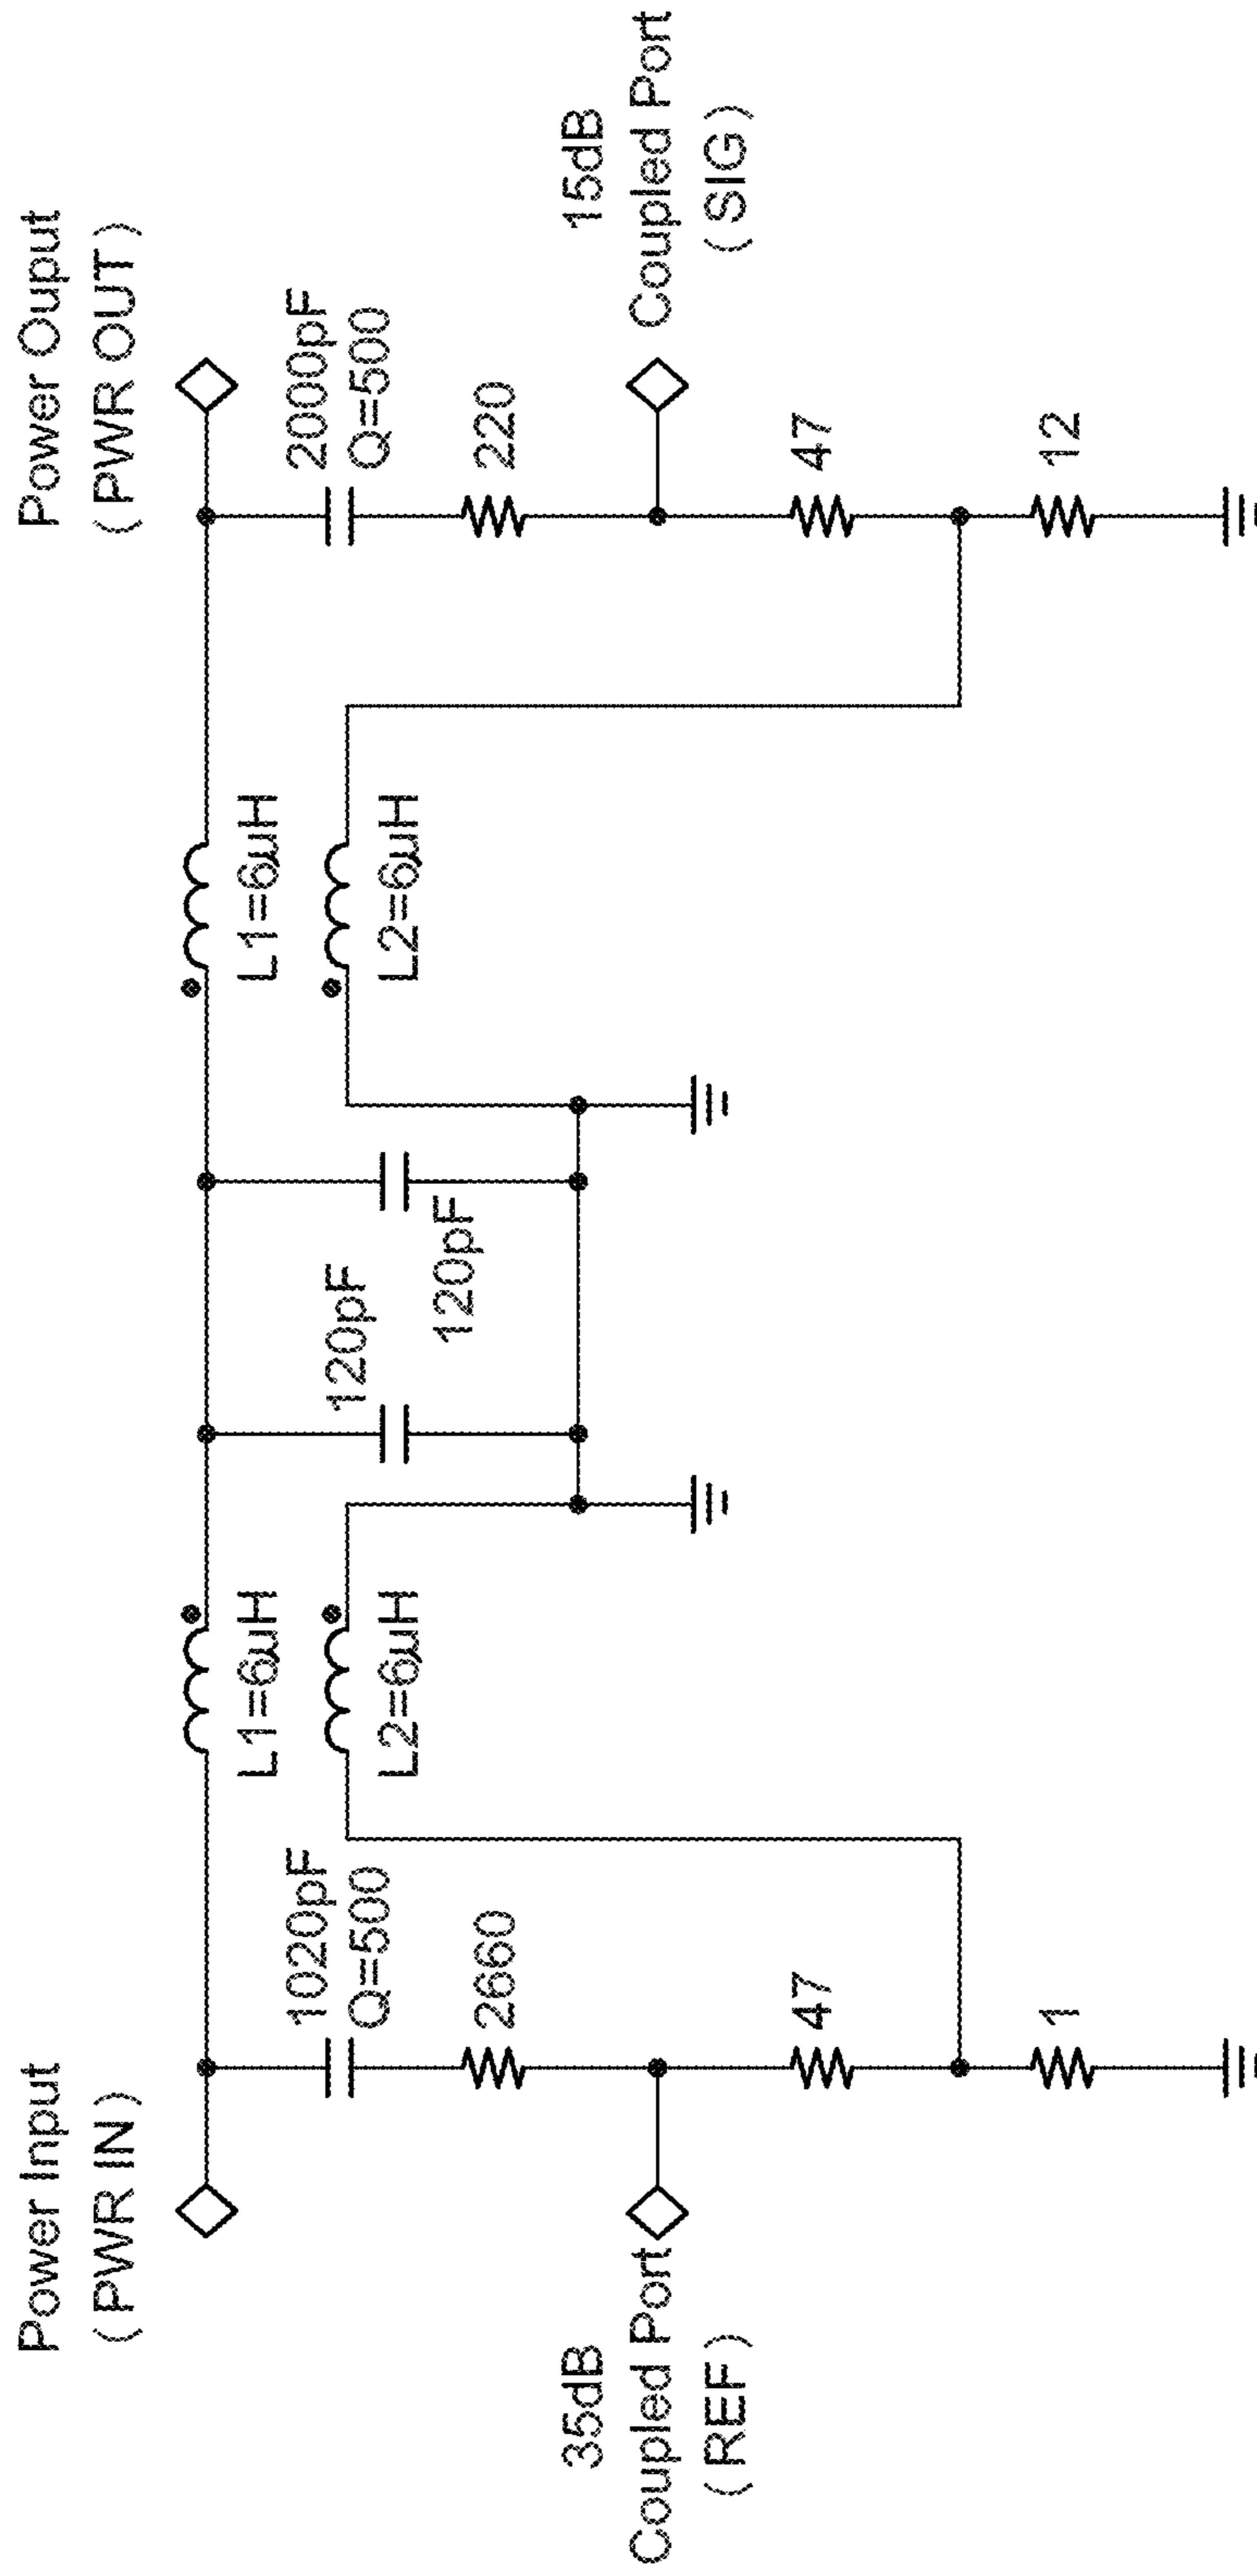 Power Input
( PWR IN )
Power Ouput
( PWR OUT )
L1=6µH
L1=6µH
1020pF
Q=500
120pF
2000pF
Q=500
L2=6µH
L2=6µH
120pF
2660
220
35dB
Coupled Port
( REF )
15dB
Coupled Port
( SIG )
47
47
1
12